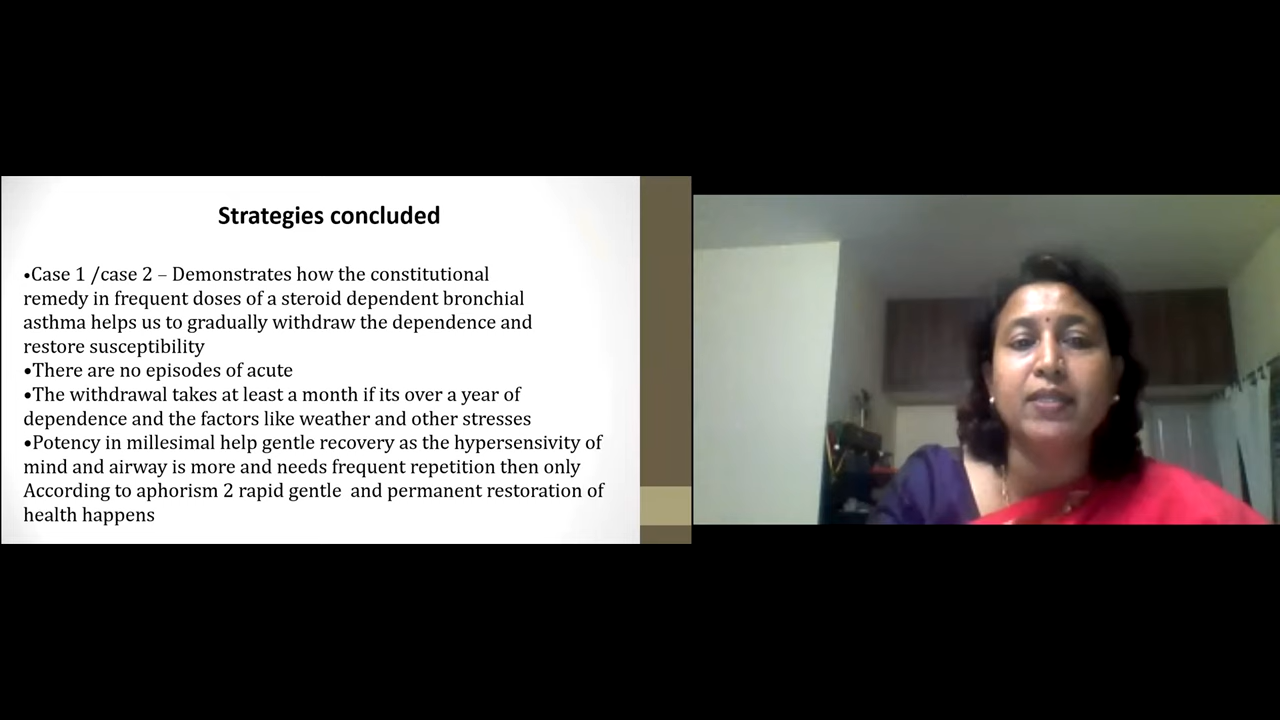 Strategies concluded
•Case 1 /case 2 – Demonstrates how the constitutional
remedy in frequent doses of a steroid dependent bronchial
asthma helps us to gradually withdraw the dependence and
restore susceptibility
•There are no episodes of acute
•The withdrawal takes at least a month if its over a year of
dependence and the factors like weather and other stresses
•Potency in millesimal help gentle recovery as the hypersensivity of
mind and airway is more and needs frequent repetition then only
According to aphorism 2 rapid gentle  and permanent restoration of
health happens